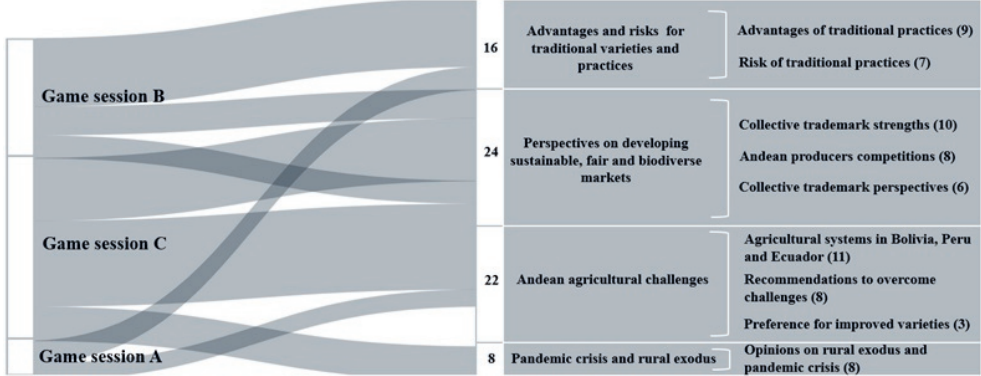 Game session B
Game session C
Game session A
16
Advantages and risks for
traditional varieties and
practices
Advantages of traditional practices (9)
Risk of traditional practices (7)
24
Perspectives on developing
sustainable, fair and biodiverse
markets
Collective trademark strengths (10)
Andean producers competitions (8)
Collective trademark perspectives (6)
22
Andean agricultural challenges
Agricultural systems in Bolivia, Peru
and Ecuador (11)
Recommendations to overcome
challenges (8)
Preference for improved varieties (3)
8
Pandemic crisis and rural exodus
Opinions on rural exodus and
pandemic crisis (8)